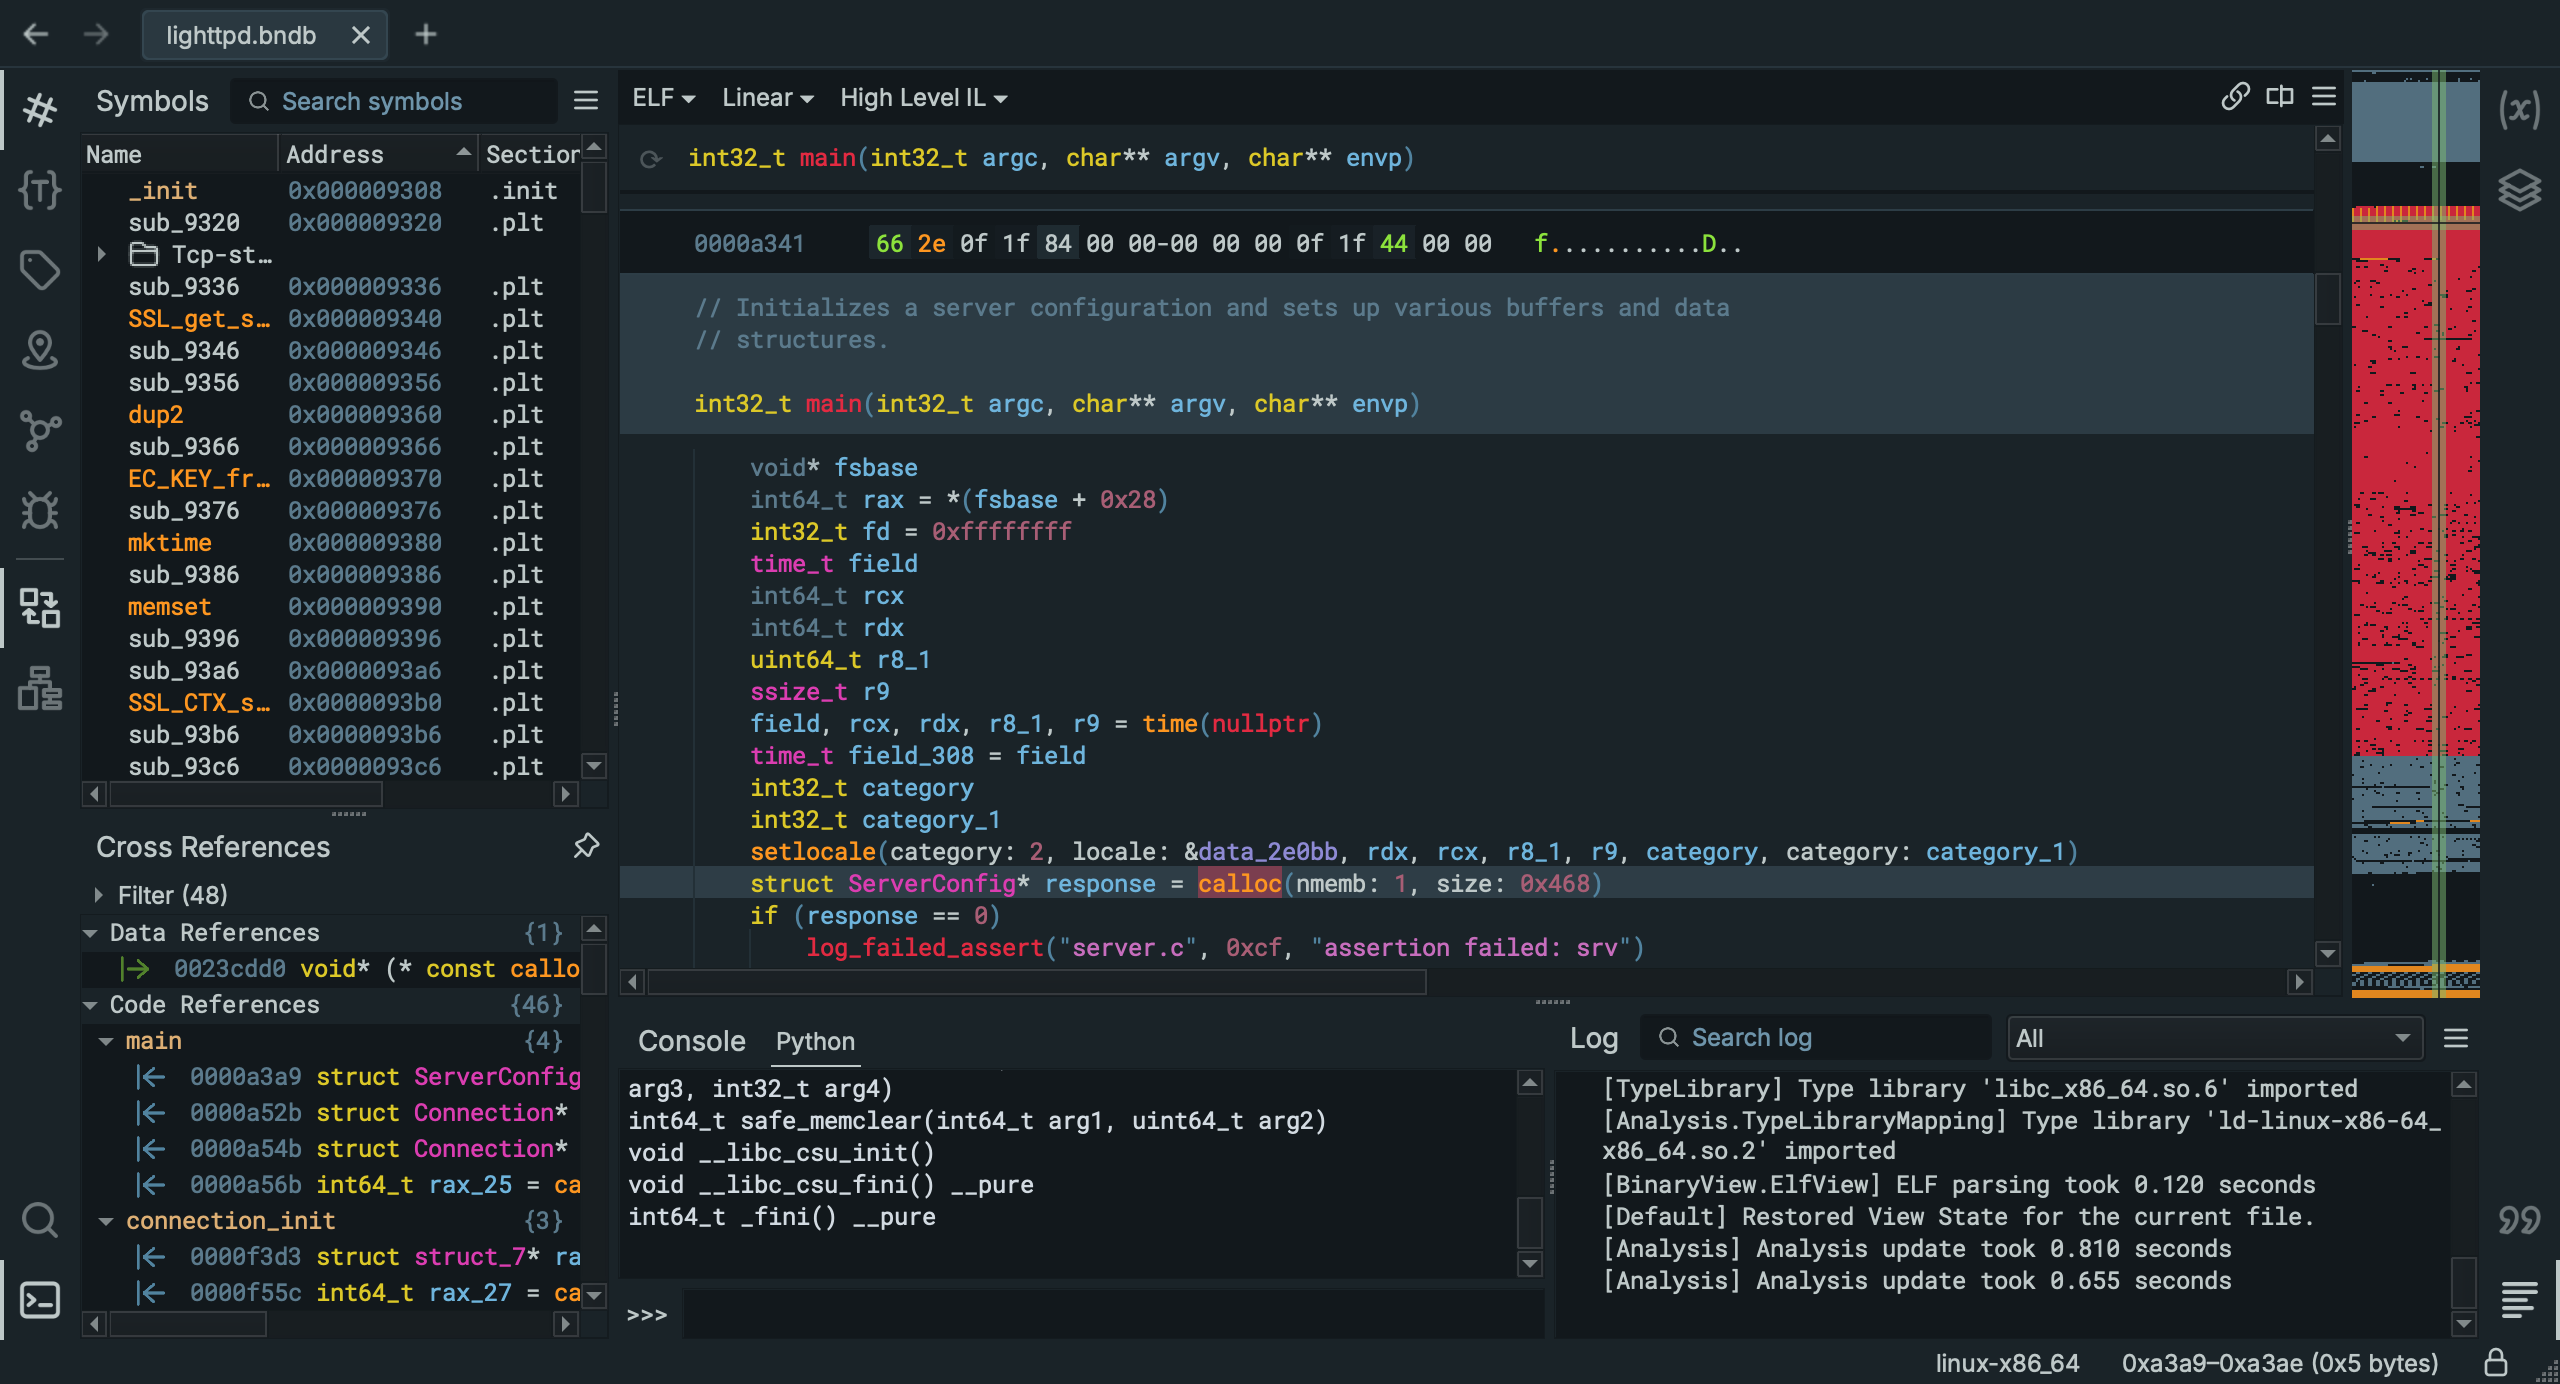 lighttpd.bndb
Symbols
Search symbols
Name Address Section
_init 0x000009308 .init
sub_9320 0x000009320 .plt
Tcp-st…
sub_9336 0x000009336 .plt
SSL_get_s… 0x000009340 .plt
sub_9346 0x000009346 .plt
sub_9356 0x000009356 .plt
dup2 0x000009360 .plt
sub_9366 0x000009366 .plt
EC_KEY_fr… 0x000009370 .plt
sub_9376 0x000009376 .plt
mktime 0x000009380 .plt
sub_9386 0x000009386 .plt
memset 0x000009390 .plt
sub_9396 0x000009396 .plt
sub_93a6 0x0000093a6 .plt
SSL_CTX_s… 0x0000093b0 .plt
sub_93b6 0x0000093b6 .plt
sub_93c6 0x0000093c6 .plt
Cross References
Filter (48)
Data References {1}
0023cdd0 void* (* const callo
Code References {46}
main {4}
0000a3a9 struct ServerConfig
0000a52b struct Connection*
0000a54b struct Connection*
0000a56b int64_t rax_25 = ca
connection_init {3}
0000f3d3 struct struct_7* ra
0000f55c int64_t rax_27 = ca
ELF Linear High Level IL
int32_t main(int32_t argc, char** argv, char** envp)
0000a341 66 2e 0f 1f 84 00 00-00 00 00 0f 1f 44 00 00 f...........D..
// Initializes a server configuration and sets up various buffers and data
// structures.
int32_t main(int32_t argc, char** argv, char** envp)
void* fsbase
int64_t rax = *(fsbase + 0x28)
int32_t fd = 0xffffffff
time_t field
int64_t rcx
int64_t rdx
uint64_t r8_1
ssize_t r9
field, rcx, rdx, r8_1, r9 = time(nullptr)
time_t field_308 = field
int32_t category
int32_t category_1
setlocale(category: 2, locale: &data_2e0bb, rdx, rcx, r8_1, r9, category, category: category_1)
struct ServerConfig* response = calloc(nmemb: 1, size: 0x468)
if (response == 0)
log_failed_assert("server.c", 0xcf, "assertion failed: srv")
Console Python
arg3, int32_t arg4)
int64_t safe_memclear(int64_t arg1, uint64_t arg2)
void __libc_csu_init()
void __libc_csu_fini() __pure
int64_t _fini() __pure
>>>
Log
Search log
All
[TypeLibrary] Type library 'libc_x86_64.so.6' imported
[Analysis.TypeLibraryMapping] Type library 'ld-linux-x86-64_
x86_64.so.2' imported
[BinaryView.ElfView] ELF parsing took 0.120 seconds
[Default] Restored View State for the current file.
[Analysis] Analysis update took 0.810 seconds
[Analysis] Analysis update took 0.655 seconds
linux-x86_64 0xa3a9–0xa3ae (0x5 bytes)